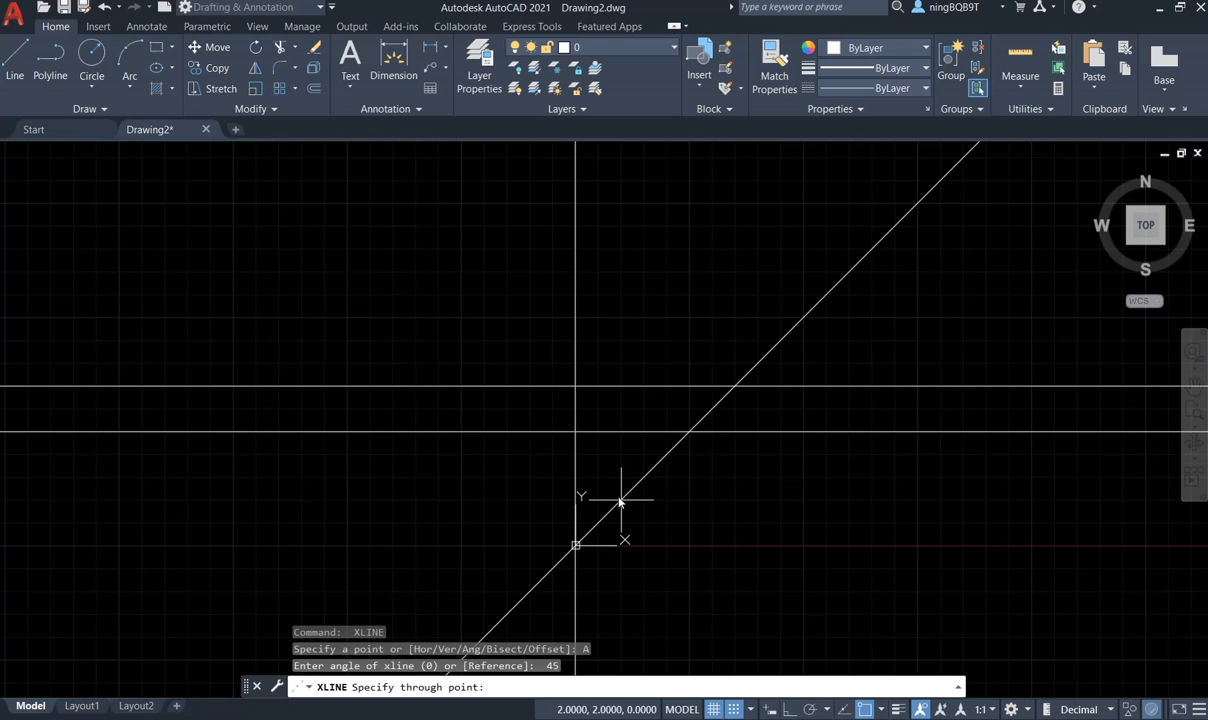 Drafting & Annotation
Autodesk AutoCAD 2021 Drawing2.dwg
Type a keyword or phrase
ningBQB9T
Home Insert Annotate Parametric View Manage Output Add-ins Collaborate Express Tools Featured Apps
Line Polyline Circle Arc
Move
Copy
Stretch
Text Dimension
Layer Properties
0
Insert
Match Properties
ByLayer
ByLayer
ByLayer
Group
Measure
Paste
Base
Draw Modify Annotation Layers Block Properties Groups Utilities Clipboard View
Start Drawing2*
N
W TOP E
S
WCS
Y
X
Command: XLINE
Specify a point or [Hor/Ver/Ang/Bisect/Offset]: A
Enter angle of xline (0) or [Reference]: 45
XLINE Specify through point:
Model Layout1 Layout2 +
2.0000, 2.0000, 0.0000 MODEL
1:1
Decimal